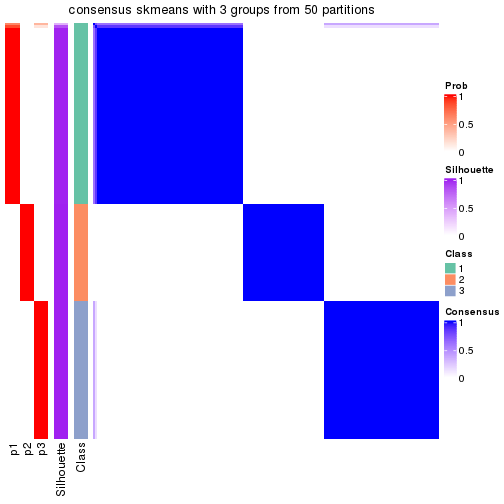 consensus skmeans with 3 groups from 50 partitions
Prob
1
0.5
0
Silhouette
1
0.5
0
Class
1
2
3
Consensus
1
0.5
0
p1
p2
p3
Silhouette
Class